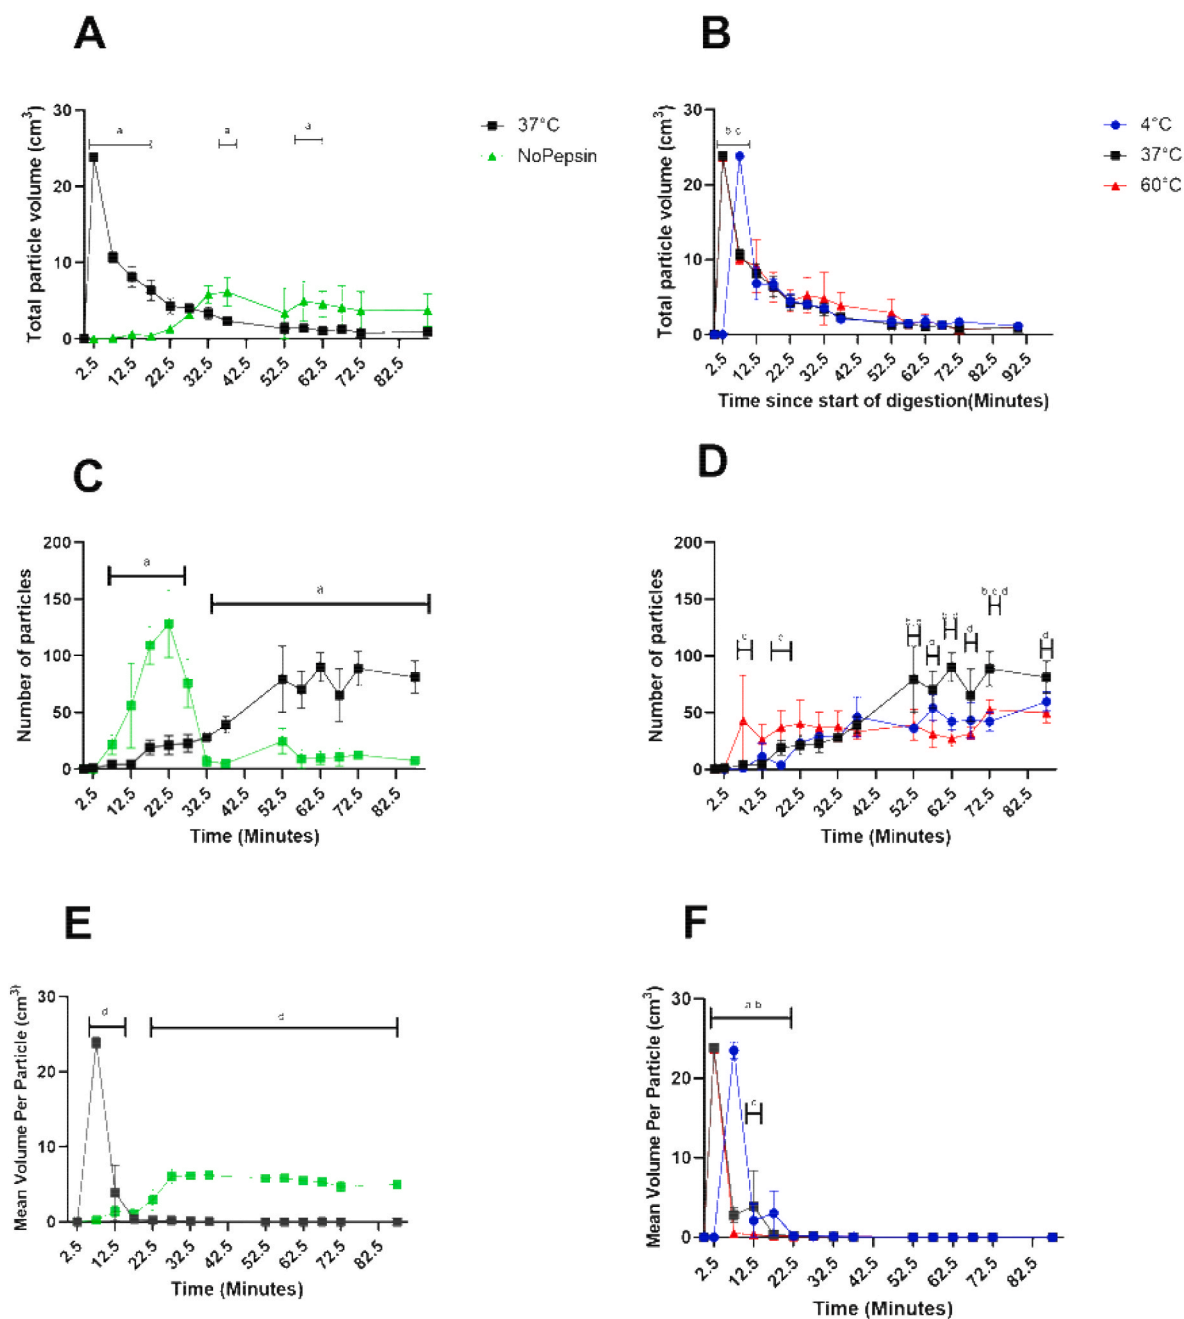 A
Total particle volume (cm³)
30
20
10
0
a
a
a
37°C
NoPepsin
2.5
12.5
22.5
32.5
42.5
52.5
62.5
72.5
82.5
B
Total particle volume (cm³)
30
20
10
0
b c
4°C
37°C
60°C
2.5
12.5
22.5
32.5
42.5
52.5
62.5
72.5
82.5
92.5
Time since start of digestion(Minutes)
C
Number of particles
200
150
100
50
0
a
a
2.5
12.5
22.5
32.5
42.5
52.5
62.5
72.5
82.5
Time (Minutes)
D
Number of particles
200
150
100
50
0
b c d
d
d
2.5
12.5
22.5
32.5
42.5
52.5
62.5
72.5
82.5
Time (Minutes)
E
Mean Volume Per Particle (cm³)
30
20
10
0
d
d
2.5
12.5
22.5
32.5
42.5
52.5
62.5
72.5
82.5
Time (Minutes)
F
Mean Volume Per Particle (cm³)
30
20
10
0
a b
c
2.5
12.5
22.5
32.5
42.5
52.5
62.5
72.5
82.5
Time (Minutes)